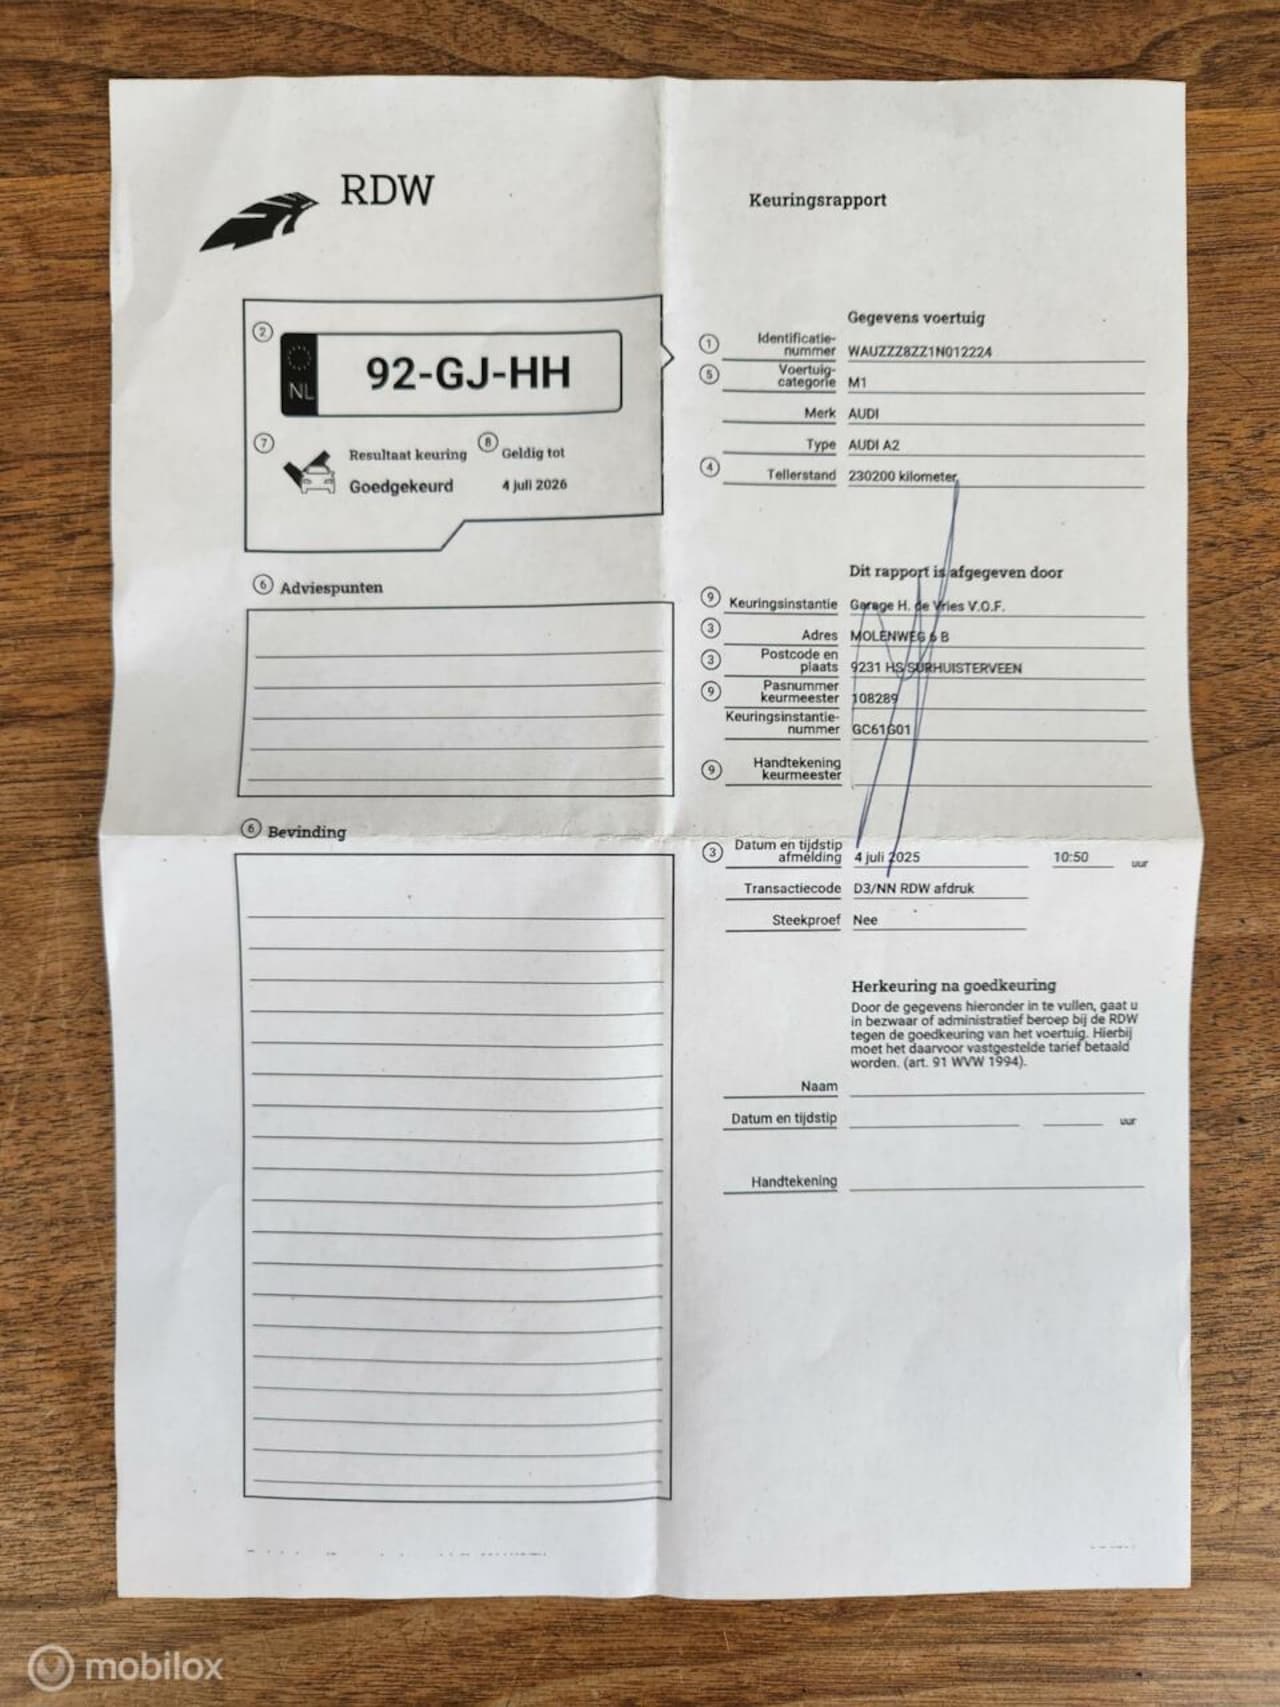 RDW
Keuringsrapport
2
NL
92-GJ-HH
7
Resultaat keuring
Goedgekeurd
8
Geldig tot
4 juli 2026
6 Adviespunten
6 Bevinding
Gegevens voertuig
1 Identificatie-
nummer WAUZZZ8ZZ1N012224
5 Voertuig-
categorie M1
Merk AUDI
Type AUDI A2
4 Tellerstand 230200 kilometer
Dit rapport is afgegeven door
9 Keuringsinstantie Garage H. de Vries V.O.F.
3 Adres MOLENWEG 6 B
3 Postcode en
plaats 9231 HS SURHUISTERVEEN
9 Pasnummer
keurmeester 108289
Keuringsinstantie-
nummer GC61G01
9 Handtekening
keurmeester
3 Datum en tijdstip
afmelding 4 juli 2025 10:50 uur
Transactiecode D3/NN RDW afdruk
Steekproef Nee
Herkeuring na goedkeuring
Door de gegevens hieronder in te vullen, gaat u
in bezwaar of administratief beroep bij de RDW
tegen de goedkeuring van het voertuig. Hierbij
moet het daarvoor vastgestelde tarief betaald
worden. (art. 91 WVW 1994).
Naam
Datum en tijdstip uur
Handtekening
mobilox